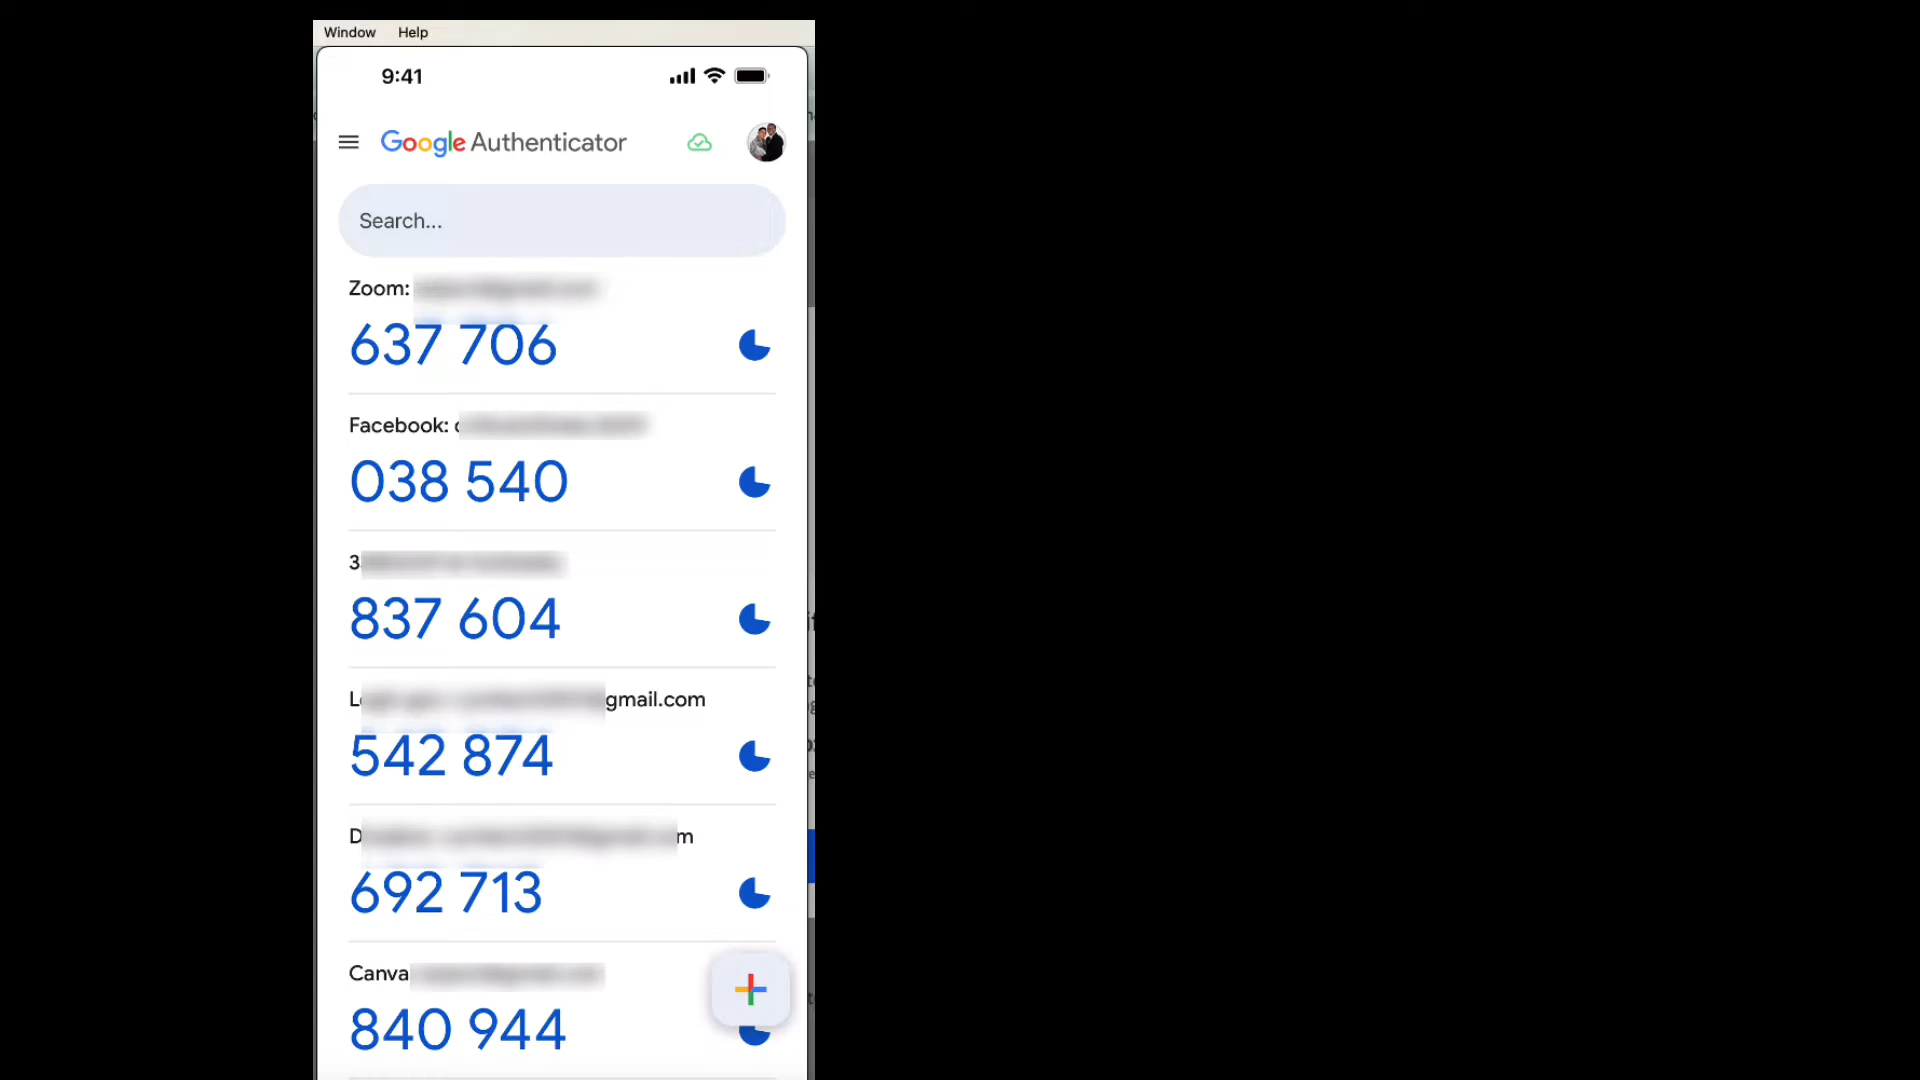 Window Help
9:41
Google Authenticator
Search...
Zoom:
637 706
Facebook:
038 540
3
837 604
gmail.com
542 874
692 713
Canva
840 944